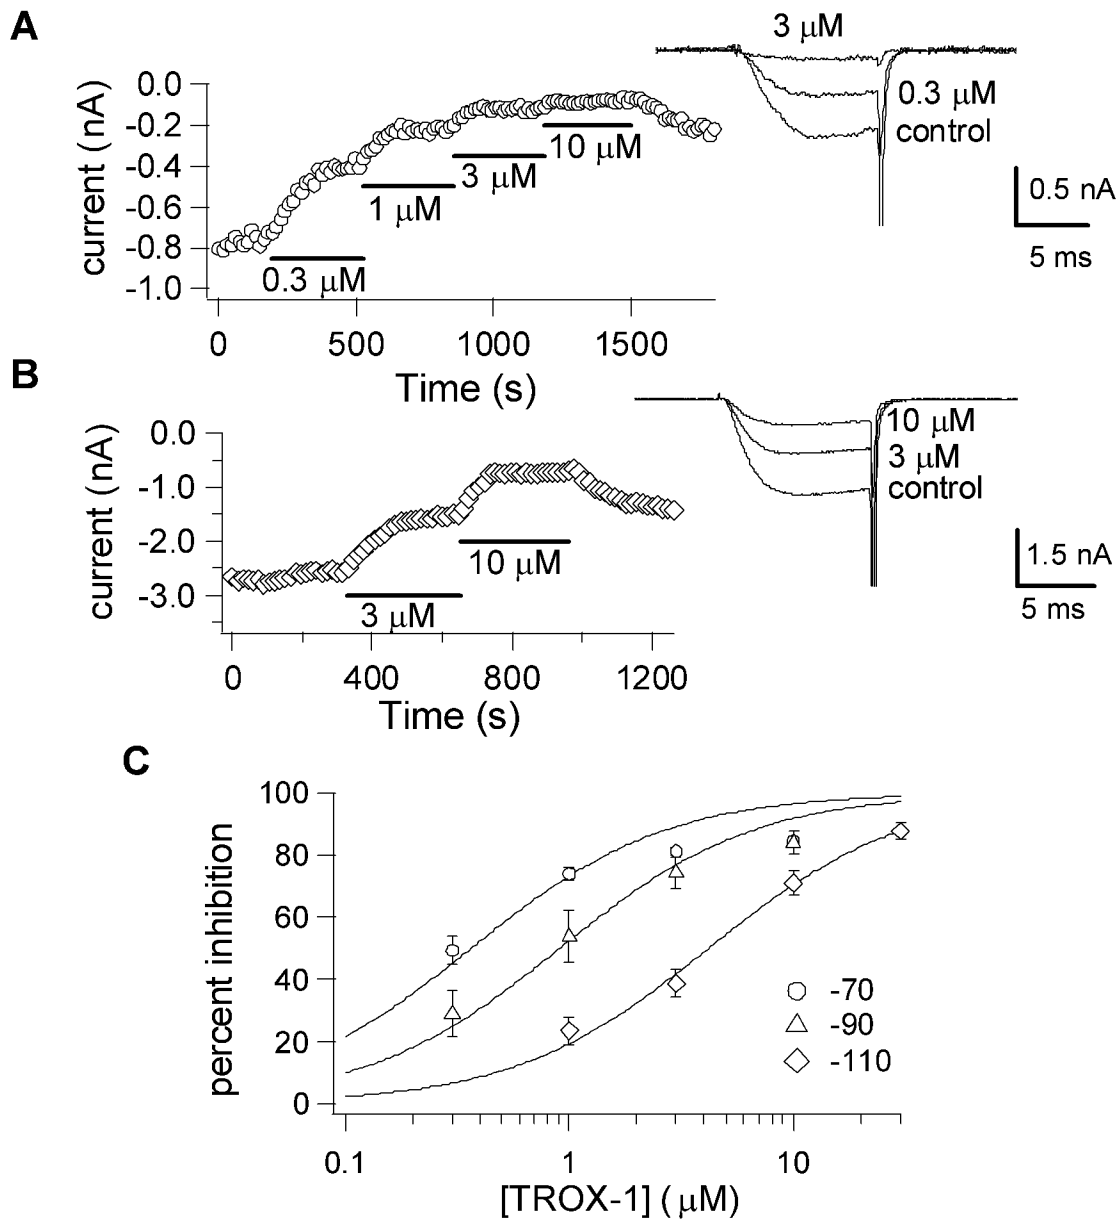 A
3 µM
0.3 µM
control
0.5 nA
5 ms
current (nA)
0.0
-0.2
-0.4
-0.6
-0.8
-1.0
10 µM
3 µM
1 µM
0.3 µM
0
500
1000
1500
Time (s)
B
10 µM
3 µM
control
1.5 nA
5 ms
current (nA)
0.0
-1.0
-2.0
-3.0
10 µM
3 µM
0
400
800
1200
Time (s)
C
percent inhibition
100
80
60
40
20
0
-70
-90
-110
0.1
1
10
[TROX-1] (µM)